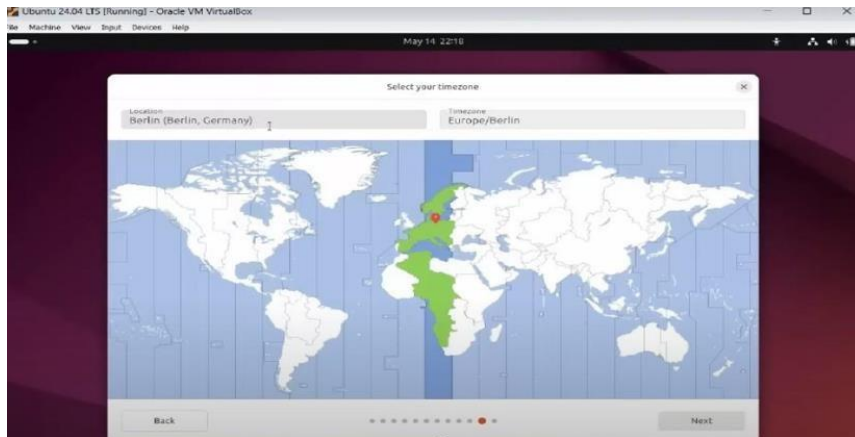 Ubuntu 24.04 LTS [Running] - Oracle VM VirtualBox
File Machine View Input Devices Help
May 14 22:18
Select your timezone
Location
Berlin (Berlin, Germany)
Timezone
Europe/Berlin
Back
Next